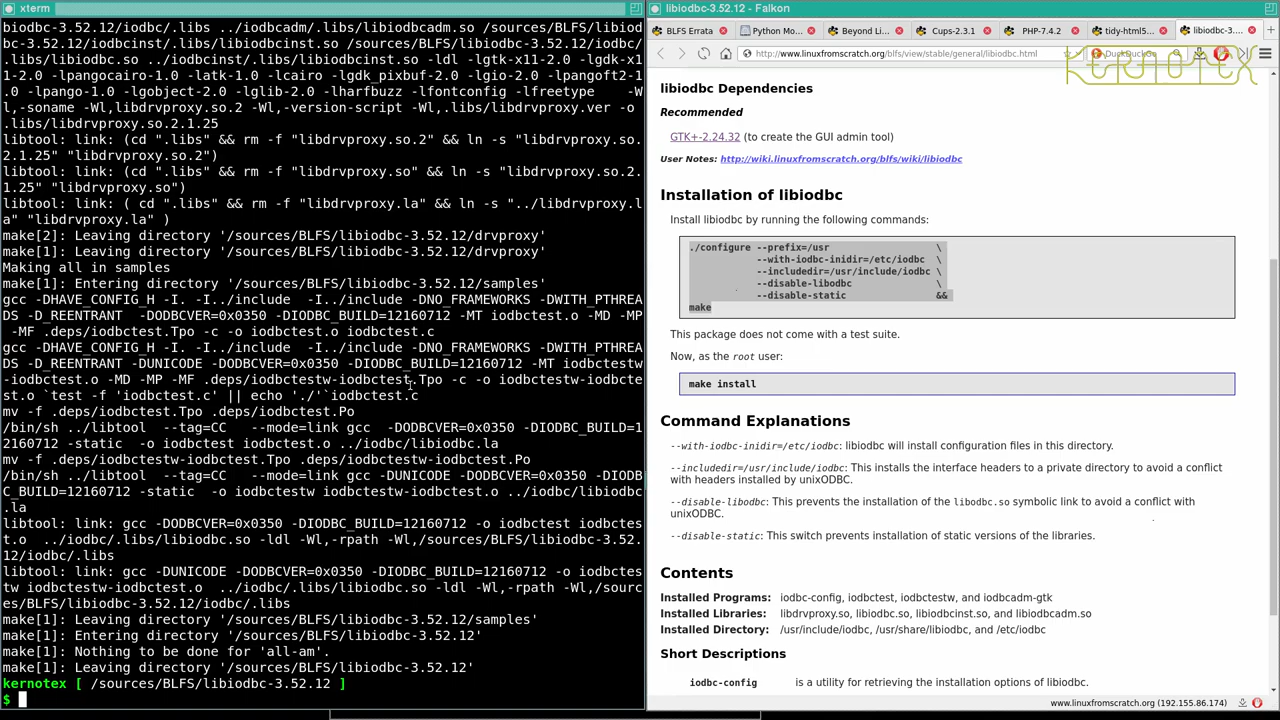 xterm
biodbc-3.52.12/iodbc/.libs ../iodbcadm/.libs/libiodbcadm.so /sources/BLFS/libio
dbc-3.52.12/iodbcinst/.libs/libiodbcinst.so /sources/BLFS/libiodbc-3.52.12/iodbc/
.libs/libiodbc.so ../iodbcinst/.libs/libiodbcinst.so -ldl -lgtk-x11-2.0 -lgdk-x1
1-2.0 -lpangocairo-1.0 -latk-1.0 -lcairo -lgdk_pixbuf-2.0 -lgio-2.0 -lpangoft2-1
.0 -lpango-1.0 -lgobject-2.0 -lglib-2.0 -lharfbuzz -lfontconfig -lfreetype   -W
l,-soname -Wl,libdrvproxy.so.2 -Wl,-version-script -Wl,.libs/libdrvproxy.ver -o
.libs/libdrvproxy.so.2.1.25
libtool: link: (cd ".libs" && rm -f "libdrvproxy.so.2" && ln -s "libdrvproxy.so.
2.1.25" "libdrvproxy.so.2")
libtool: link: (cd ".libs" && rm -f "libdrvproxy.so" && ln -s "libdrvproxy.so.2.
1.25" "libdrvproxy.so")
libtool: link: ( cd ".libs" && rm -f "libdrvproxy.la" && ln -s "../libdrvproxy.l
a" "libdrvproxy.la" )
make[2]: Leaving directory '/sources/BLFS/libiodbc-3.52.12/drvproxy'
make[1]: Leaving directory '/sources/BLFS/libiodbc-3.52.12/drvproxy'
Making all in samples
make[1]: Entering directory '/sources/BLFS/libiodbc-3.52.12/samples'
gcc -DHAVE_CONFIG_H -I. -I../include  -I../include -DNO_FRAMEWORKS -DWITH_PTHREA
DS -D_REENTRANT -DODBCVER=0x0350 -DIODBC_BUILD=12160712 -MT iodbctest.o -MD -MP
-MF .deps/iodbctest.Tpo -c -o iodbctest.o iodbctest.c
gcc -DHAVE_CONFIG_H -I. -I../include  -I../include -DNO_FRAMEWORKS -DWITH_PTHREA
DS -D_REENTRANT -DUNICODE -DODBCVER=0x0350 -DIODBC_BUILD=12160712 -MT iodbctestw
-iodbctest.o -MD -MP -MF .deps/iodbctestw-iodbctest.Tpo -c -o iodbctestw-iodbcte
st.o `test -f 'iodbctest.c' || echo './'`iodbctest.c
mv -f .deps/iodbctest.Tpo .deps/iodbctest.Po
/bin/sh ../libtool  --tag=CC   --mode=link gcc  -DODBCVER=0x0350 -DIODBC_BUILD=1
2160712 -static  -o iodbctest iodbctest.o ../iodbc/libiodbc.la
mv -f .deps/iodbctestw-iodbctest.Tpo .deps/iodbctestw-iodbctest.Po
/bin/sh ../libtool  --tag=CC   --mode=link gcc -DUNICODE -DODBCVER=0x0350 -DIODB
C_BUILD=12160712 -static  -o iodbctestw iodbctestw-iodbctest.o ../iodbc/libiodbc
.la
libtool: link: gcc -DODBCVER=0x0350 -DIODBC_BUILD=12160712 -o iodbctest iodbctes
t.o  ../iodbc/.libs/libiodbc.so -ldl -Wl,-rpath -Wl,/sources/BLFS/libiodbc-3.52.
12/iodbc/.libs
libtool: link: gcc -DUNICODE -DODBCVER=0x0350 -DIODBC_BUILD=12160712 -o iodbctes
tw iodbctestw-iodbctest.o  ../iodbc/.libs/libiodbc.so -ldl -Wl,-rpath -Wl,/sourc
es/BLFS/libiodbc-3.52.12/iodbc/.libs
make[1]: Leaving directory '/sources/BLFS/libiodbc-3.52.12/samples'
make[1]: Entering directory '/sources/BLFS/libiodbc-3.52.12'
make[1]: Nothing to be done for 'all-am'.
make[1]: Leaving directory '/sources/BLFS/libiodbc-3.52.12'
kernotex [ /sources/BLFS/libiodbc-3.52.12 ]
$
libiodbc-3.52.12 - Falkon
BLFS Errata Python Mo... Beyond Li... Cups-2.3.1 PHP-7.4.2 tidy-html5... libiodbc-3...
http://www.linuxfromscratch.org/blfs/view/stable/general/libiodbc.html DuckDuckGo
KERNOTEX
libiodbc Dependencies
Recommended
GTK+-2.24.32 (to create the GUI admin tool)
User Notes: http://wiki.linuxfromscratch.org/blfs/wiki/libiodbc
Installation of libiodbc
Install libiodbc by running the following commands:
./configure --prefix=/usr \
--with-iodbc-inidir=/etc/iodbc \
--includedir=/usr/include/iodbc \
--disable-libodbc \
--disable-static &&
make
This package does not come with a test suite.
Now, as the root user:
make install
Command Explanations
--with-iodbc-inidir=/etc/iodbc: libiodbc will install configuration files in this directory.
--includedir=/usr/include/iodbc: This installs the interface headers to a private directory to avoid a conflict
with headers installed by unixODBC.
--disable-libodbc: This prevents the installation of the libodbc.so symbolic link to avoid a conflict with
unixODBC.
--disable-static: This switch prevents installation of static versions of the libraries.
Contents
Installed Programs: iodbc-config, iodbctest, iodbctestw, and iodbcadm-gtk
Installed Libraries: libdrvproxy.so, libiodbc.so, libiodbcinst.so, and libiodbcadm.so
Installed Directory: /usr/include/iodbc, /usr/share/libiodbc, and /etc/iodbc
Short Descriptions
iodbc-config is a utility for retrieving the installation options of libiodbc.
www.linuxfromscratch.org (192.155.86.174)